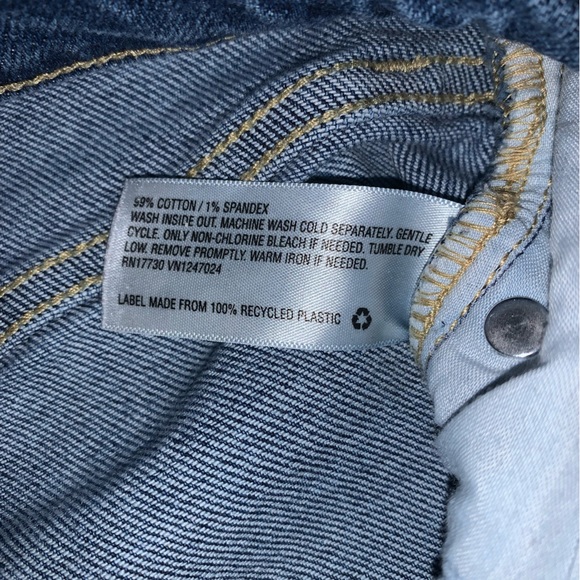 99% COTTON / 1% SPANDEX
WASH INSIDE OUT. MACHINE WASH COLD SEPARATELY. GENTLE
CYCLE. ONLY NON-CHLORINE BLEACH IF NEEDED. TUMBLE DRY
LOW. REMOVE PROMPTLY. WARM IRON IF NEEDED.
RN17730 VN1247024
LABEL MADE FROM 100% RECYCLED PLASTIC